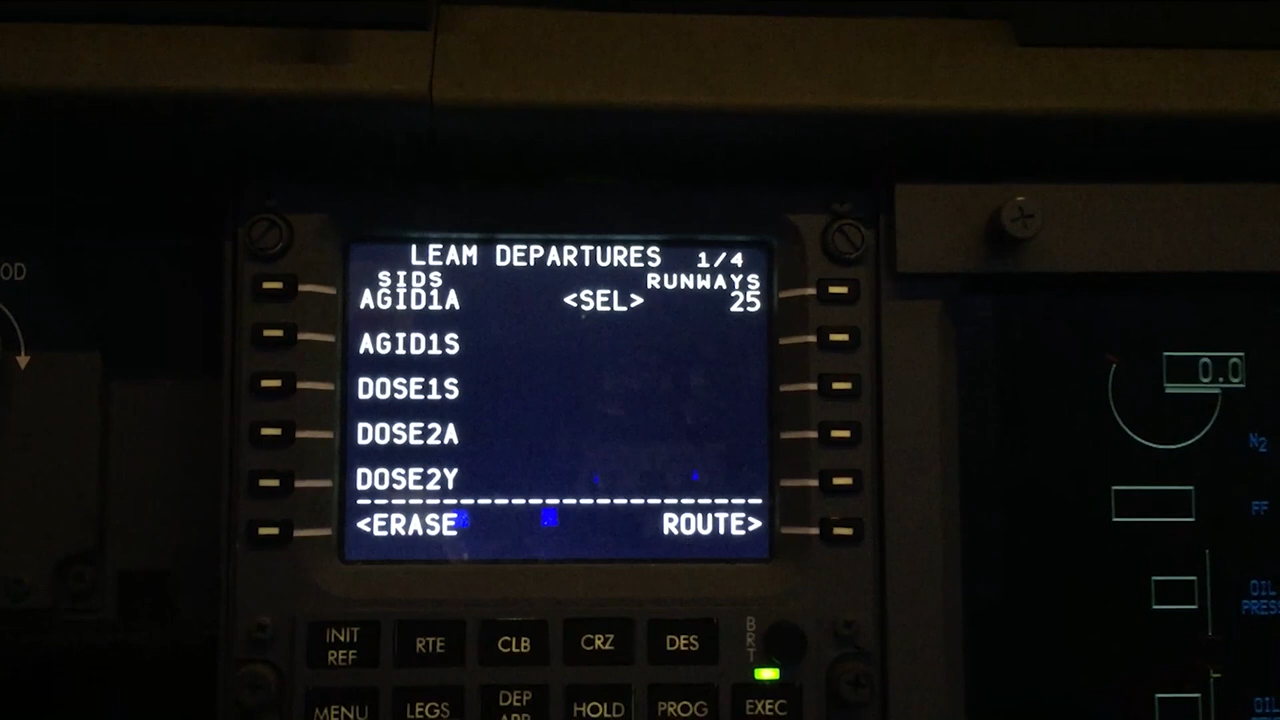 LEAM DEPARTURES 1/4
SIDS RUNWAYS
AGID1A <SEL> 25
AGID1S
DOSE1S
DOSE2A
DOSE2Y
<ERASE ROUTE>
OD
0.0
N2
FF
OIL
PRESS
OIL
INIT REF
RTE
CLB
CRZ
DES
BRT
MENU
LEGS
DEP
HOLD
PROG
EXEC